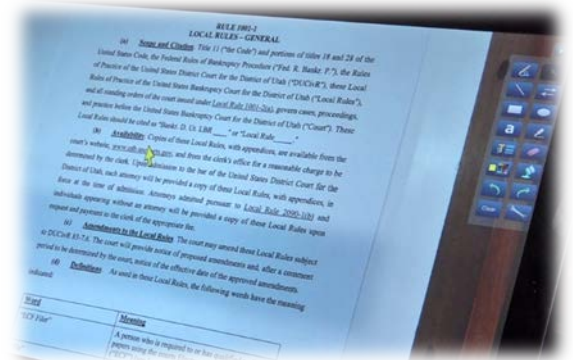 RULE 1001-1
LOCAL RULES – GENERAL
(a) Scope and Citation. Title 11 ("the Code") and portions of titles 18 and 28 of the
United States Code, the Federal Rules of Bankruptcy Procedure ("Fed. R. Bankr. P."), the Rules
of Practice of the United States District Court for the District of Utah ("DUCivR"), these Local
Rules of Practice of the United States Bankruptcy Court for the District of Utah ("Local Rules"),
and all standing orders of the court issued under Local Rule 1001-2(a), govern cases, proceedings,
and practice before the United States Bankruptcy Court for the District of Utah ("Court"). These
Local Rules should be cited as "Bankr. D. Ut. LBR ____" or "Local Rule ____."
(b) Availability. Copies of these Local Rules, with appendices, are available from the
court's website, and from the clerk's office for a reasonable charge to be
determined by the clerk. Upon admission to the bar of the United States District Court for the
District of Utah, each attorney will be provided a copy of these Local Rules, with appendices, in
force at the time of admission. Attorneys admitted pursuant to Local Rule 2090-1(b) and
individuals appearing without an attorney will be provided a copy of these Local Rules upon
request and payment to the clerk of the appropriate fee.
(c) Amendments to the Local Rules. The court may amend these Local Rules subject
to DUCivR 83-7.6. The court will provide notice of proposed amendments and, after a comment
period to be determined by the court, notice of the effective date of the approved amendments.
(d) Definitions. As used in these Local Rules, the following words have the meaning
indicated:
Word Meaning
"ECF Filer" A person who is required to or has
papers using the
a
Clear